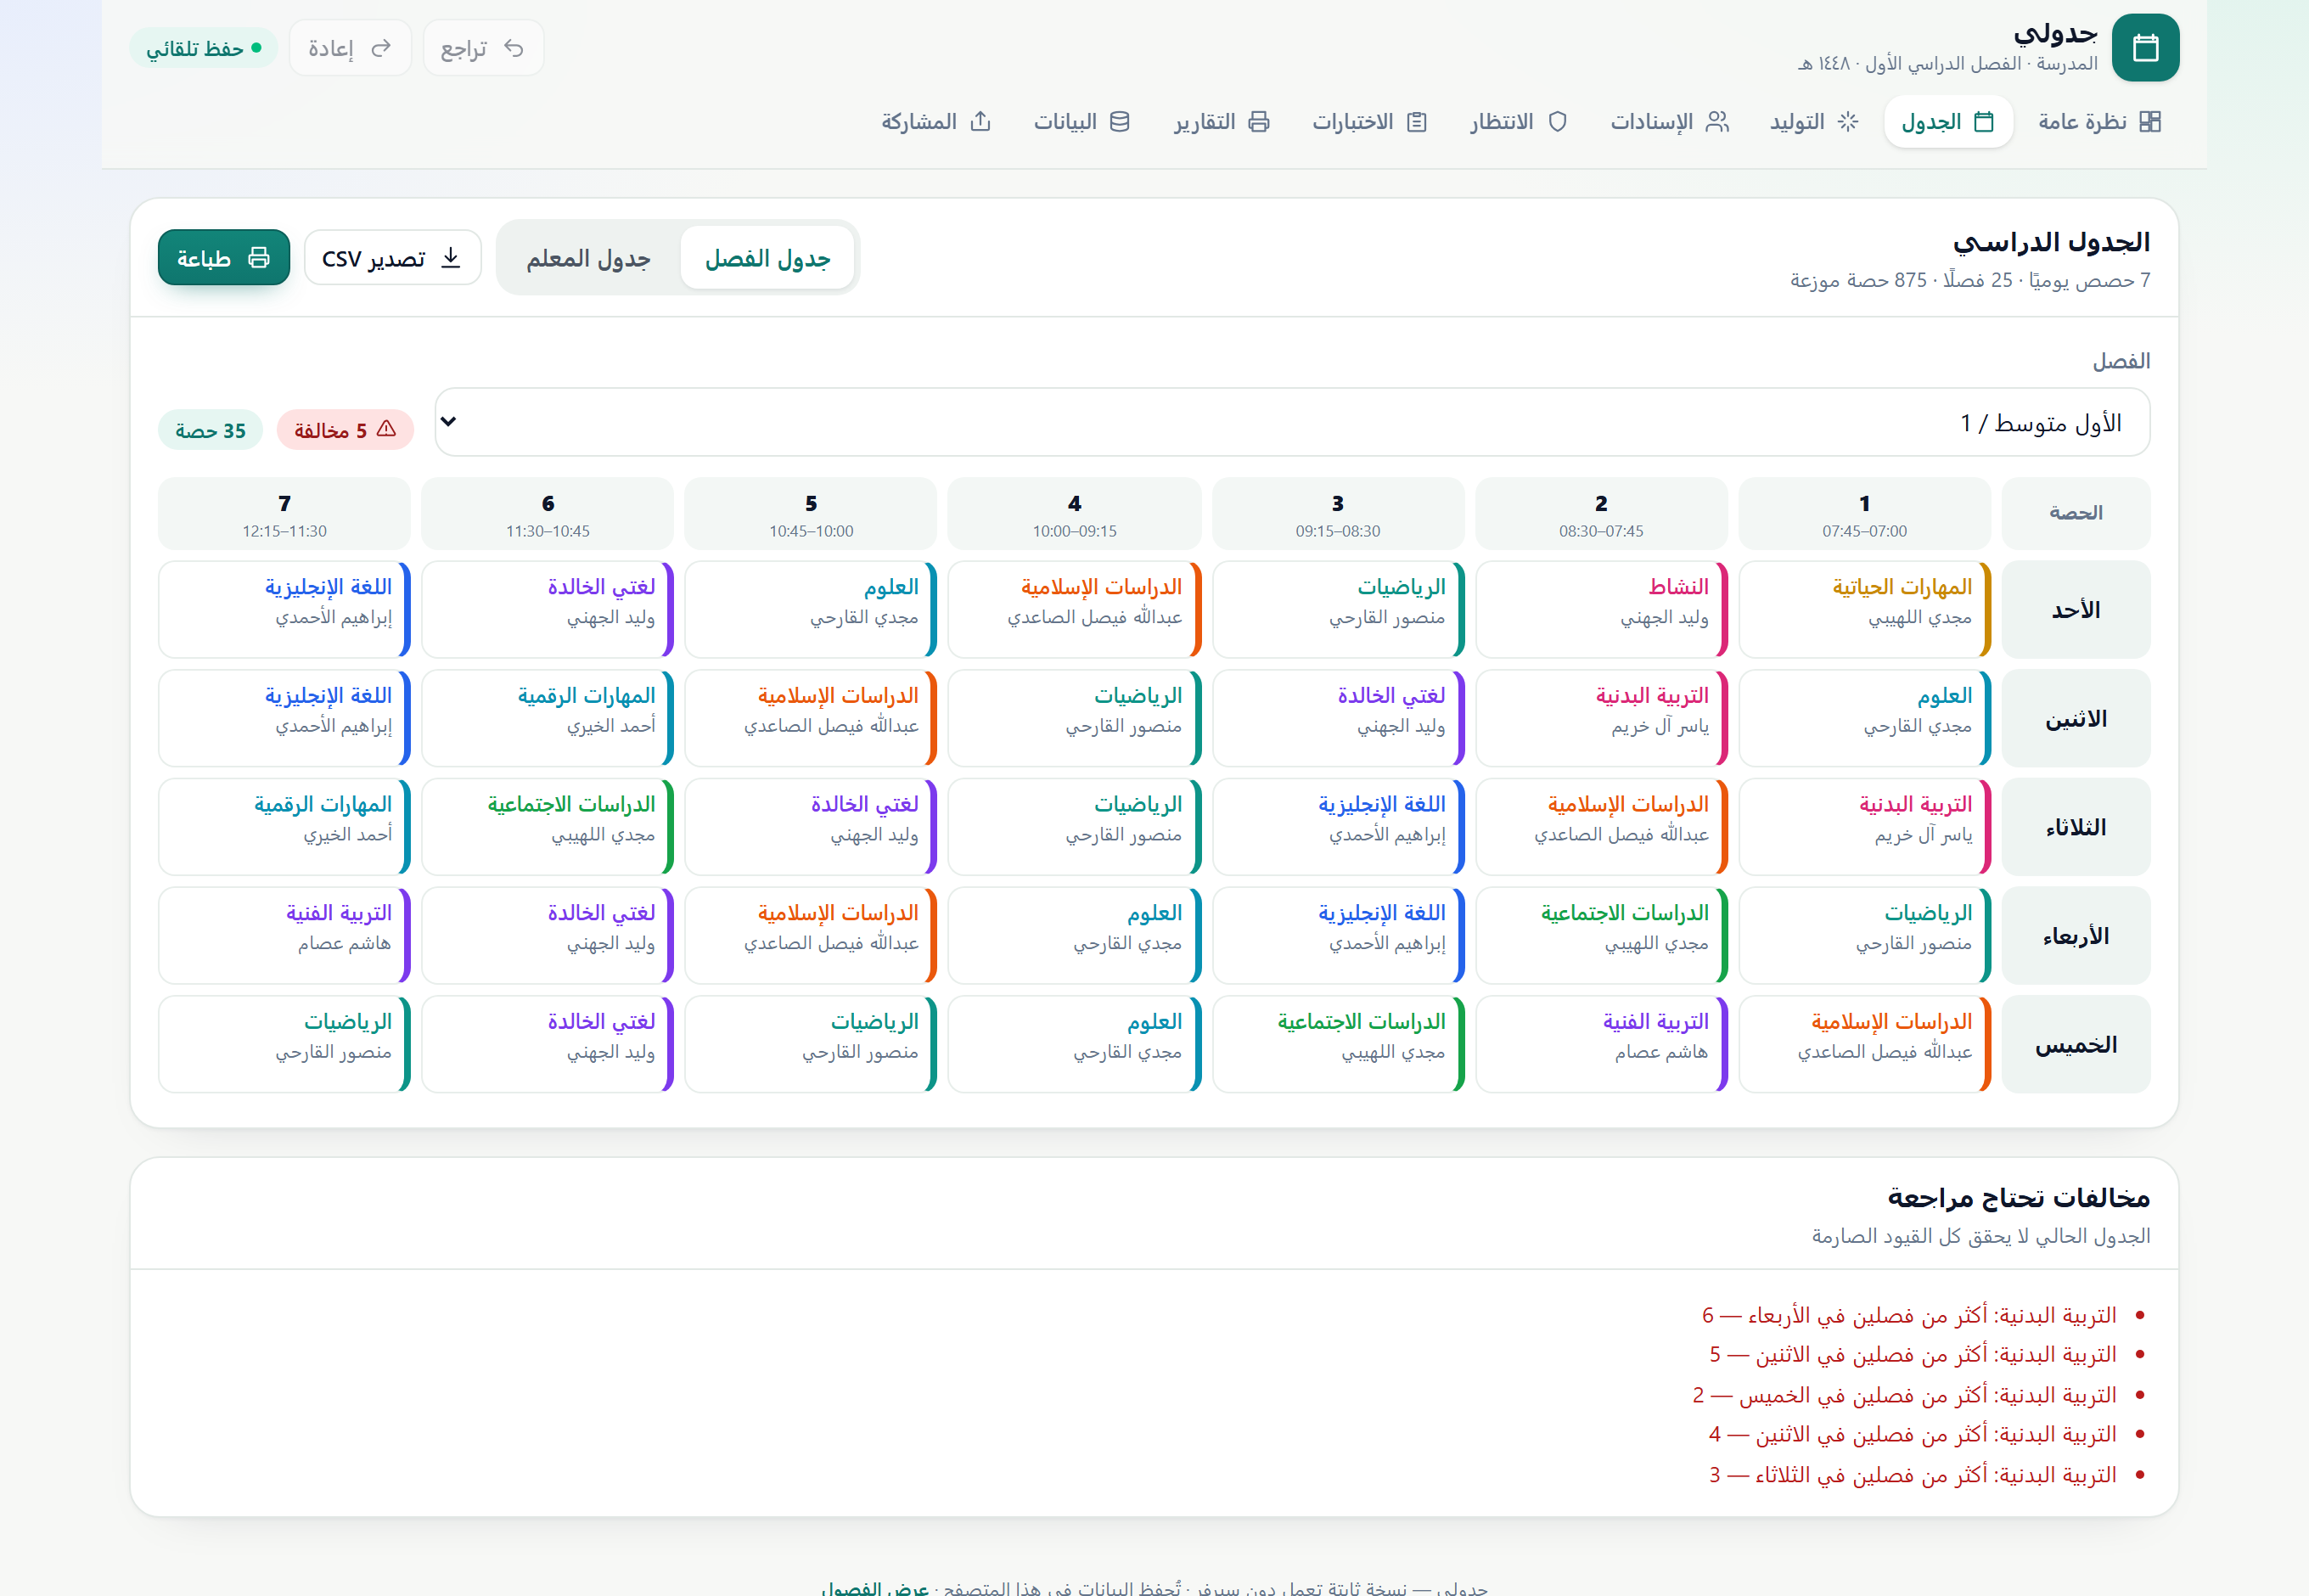 جدولي
المدرسة · الفصل الدراسي الأول · ١٤٤٨ هـ
تراجع
إعادة
حفظ تلقائي
نظرة عامة
الجدول
التوليد
الإسنادات
الانتظار
الاختبارات
التقارير
البيانات
المشاركة
الجدول الدراسي
7 حصص يوميًا · 25 فصلًا · 875 حصة موزعة
جدول الفصل
جدول المعلم
تصدير CSV
طباعة
الفصل
الأول متوسط / 1
5 مخالفة
35 حصة
الحصة 1 2 3 4 5 6 7
07:00–07:45 07:45–08:30 08:30–09:15 09:15–10:00 10:00–10:45 10:45–11:30 11:30–12:15
الأحد
المهارات الحياتية النشاط الرياضيات الدراسات الإسلامية العلوم لغتي الخالدة اللغة الإنجليزية
مجدي اللهيبي وليد الجهني منصور القارحي عبدالله فيصل الصاعدي مجدي القارحي وليد الجهني إبراهيم الأحمدي
الاثنين
العلوم التربية البدنية لغتي الخالدة الرياضيات الدراسات الإسلامية المهارات الرقمية اللغة الإنجليزية
مجدي القارحي ياسر آل خريم وليد الجهني منصور القارحي عبدالله فيصل الصاعدي أحمد الخيري إبراهيم الأحمدي
الثلاثاء
التربية البدنية الدراسات الإسلامية اللغة الإنجليزية الرياضيات لغتي الخالدة الدراسات الاجتماعية المهارات الرقمية
ياسر آل خريم عبدالله فيصل الصاعدي إبراهيم الأحمدي منصور القارحي وليد الجهني مجدي اللهيبي أحمد الخيري
الأربعاء
الرياضيات الدراسات الاجتماعية اللغة الإنجليزية العلوم الدراسات الإسلامية لغتي الخالدة التربية الفنية
منصور القارحي مجدي اللهيبي إبراهيم الأحمدي مجدي القارحي عبدالله فيصل الصاعدي وليد الجهني هاشم عصام
الخميس
الدراسات الإسلامية التربية الفنية الدراسات الاجتماعية العلوم الرياضيات لغتي الخالدة الرياضيات
عبدالله فيصل الصاعدي هاشم عصام مجدي اللهيبي مجدي القارحي منصور القارحي وليد الجهني منصور القارحي
مخالفات تحتاج مراجعة
الجدول الحالي لا يحقق كل القيود الصارمة
التربية البدنية: أكثر من فصلين في الأربعاء — 6
التربية البدنية: أكثر من فصلين في الاثنين — 5
التربية البدنية: أكثر من فصلين في الخميس — 2
التربية البدنية: أكثر من فصلين في الاثنين — 4
التربية البدنية: أكثر من فصلين في الثلاثاء — 3
جدولي — نسخة ثابتة تعمل دون سيرفر · تُحفظ البيانات في هذا المتصفح · عرض الفصول